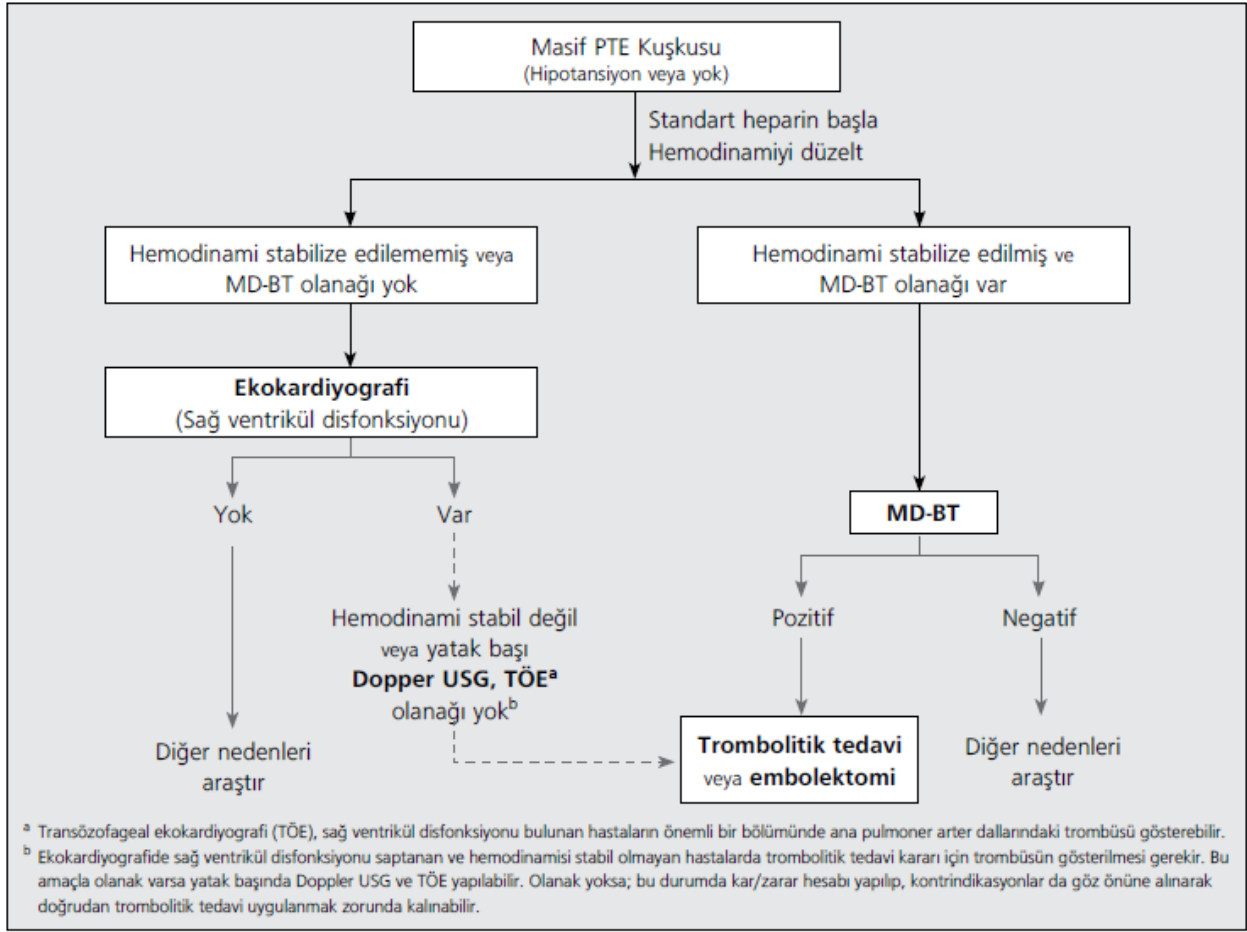 Masif PTE Kuşkusu
(Hipotansiyon veya yok)
Standart heparin başla
Hemodinamiyi düzelt
Hemodinami stabilize edilememiş veya
MD-BT olanağı yok
Hemodinami stabilize edilmiş ve
MD-BT olanağı var
Ekokardiyografi
(Sağ ventrikül disfonksiyonu)
Yok
Var
MD-BT
Hemodinami stabil değil
veya yatak başı
Dopper USG, TÖEᵃ
olanağı yokᵇ
Pozitif
Negatif
Diğer nedenleri
araştır
Trombolitik tedavi
veya embolektomi
Diğer nedenleri
araştır
ᵃ Transözofageal ekokardiyografi (TÖE), sağ ventrikül disfonksiyonu bulunan hastaların önemli bir bölümünde ana pulmoner arter dallarındaki trombüsü gösterebilir.
ᵇ Ekokardiyografide sağ ventrikül disfonksiyonu saptanan ve hemodinamisi stabil olmayan hastalarda trombolitik tedavi kararı için trombüsün gösterilmesi gerekir. Bu
amaçla olanak varsa yatak başında Doppler USG ve TÖE yapılabilir. Olanak yoksa; bu durumda kar/zarar hesabı yapılıp, kontrindikasyonlar da göz önüne alınarak
doğrudan trombolitik tedavi uygulanmak zorunda kalınabilir.